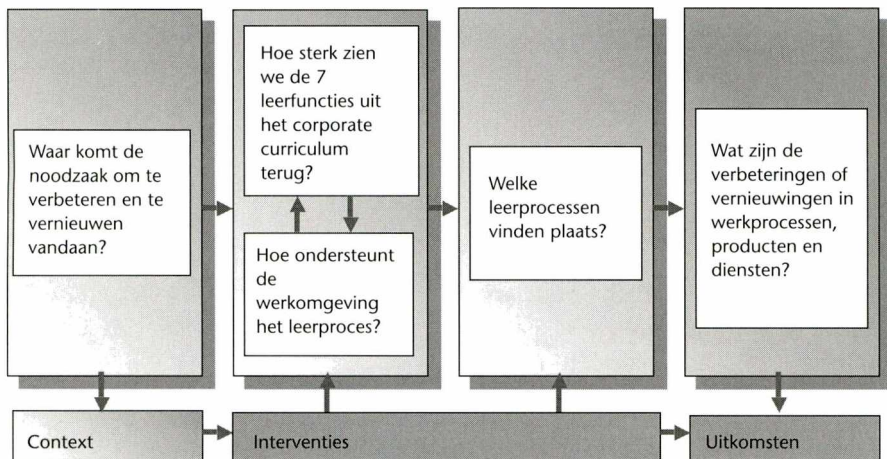 Waar komt de
noodzaak om te
verbeteren en te
vernieuwen
vandaan?
Hoe sterk zien
we de 7
leerfuncties uit
het corporate
curriculum
terug?
Hoe ondersteunt
de
werkomgeving
het leerproces?
Welke
leerprocessen
vinden plaats?
Wat zijn de
verbeteringen of
vernieuwingen in
werkprocessen,
producten en
diensten?
Context
Interventies
Uitkomsten